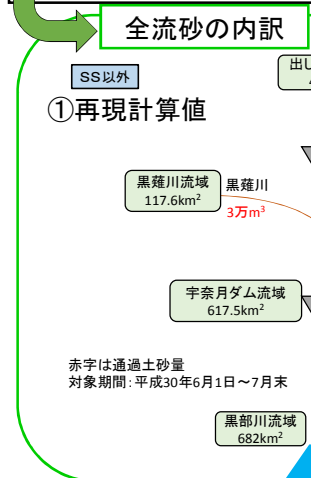 全流砂の内訳
SS以外
①再現計算値
出し
黒薙川流域
117.6km²
黒薙川
3万m³
宇奈月ダム流域
617.5km²
赤字は通過土砂量
対象期間:平成30年6月1日～7月末
黒部川流域
682km²